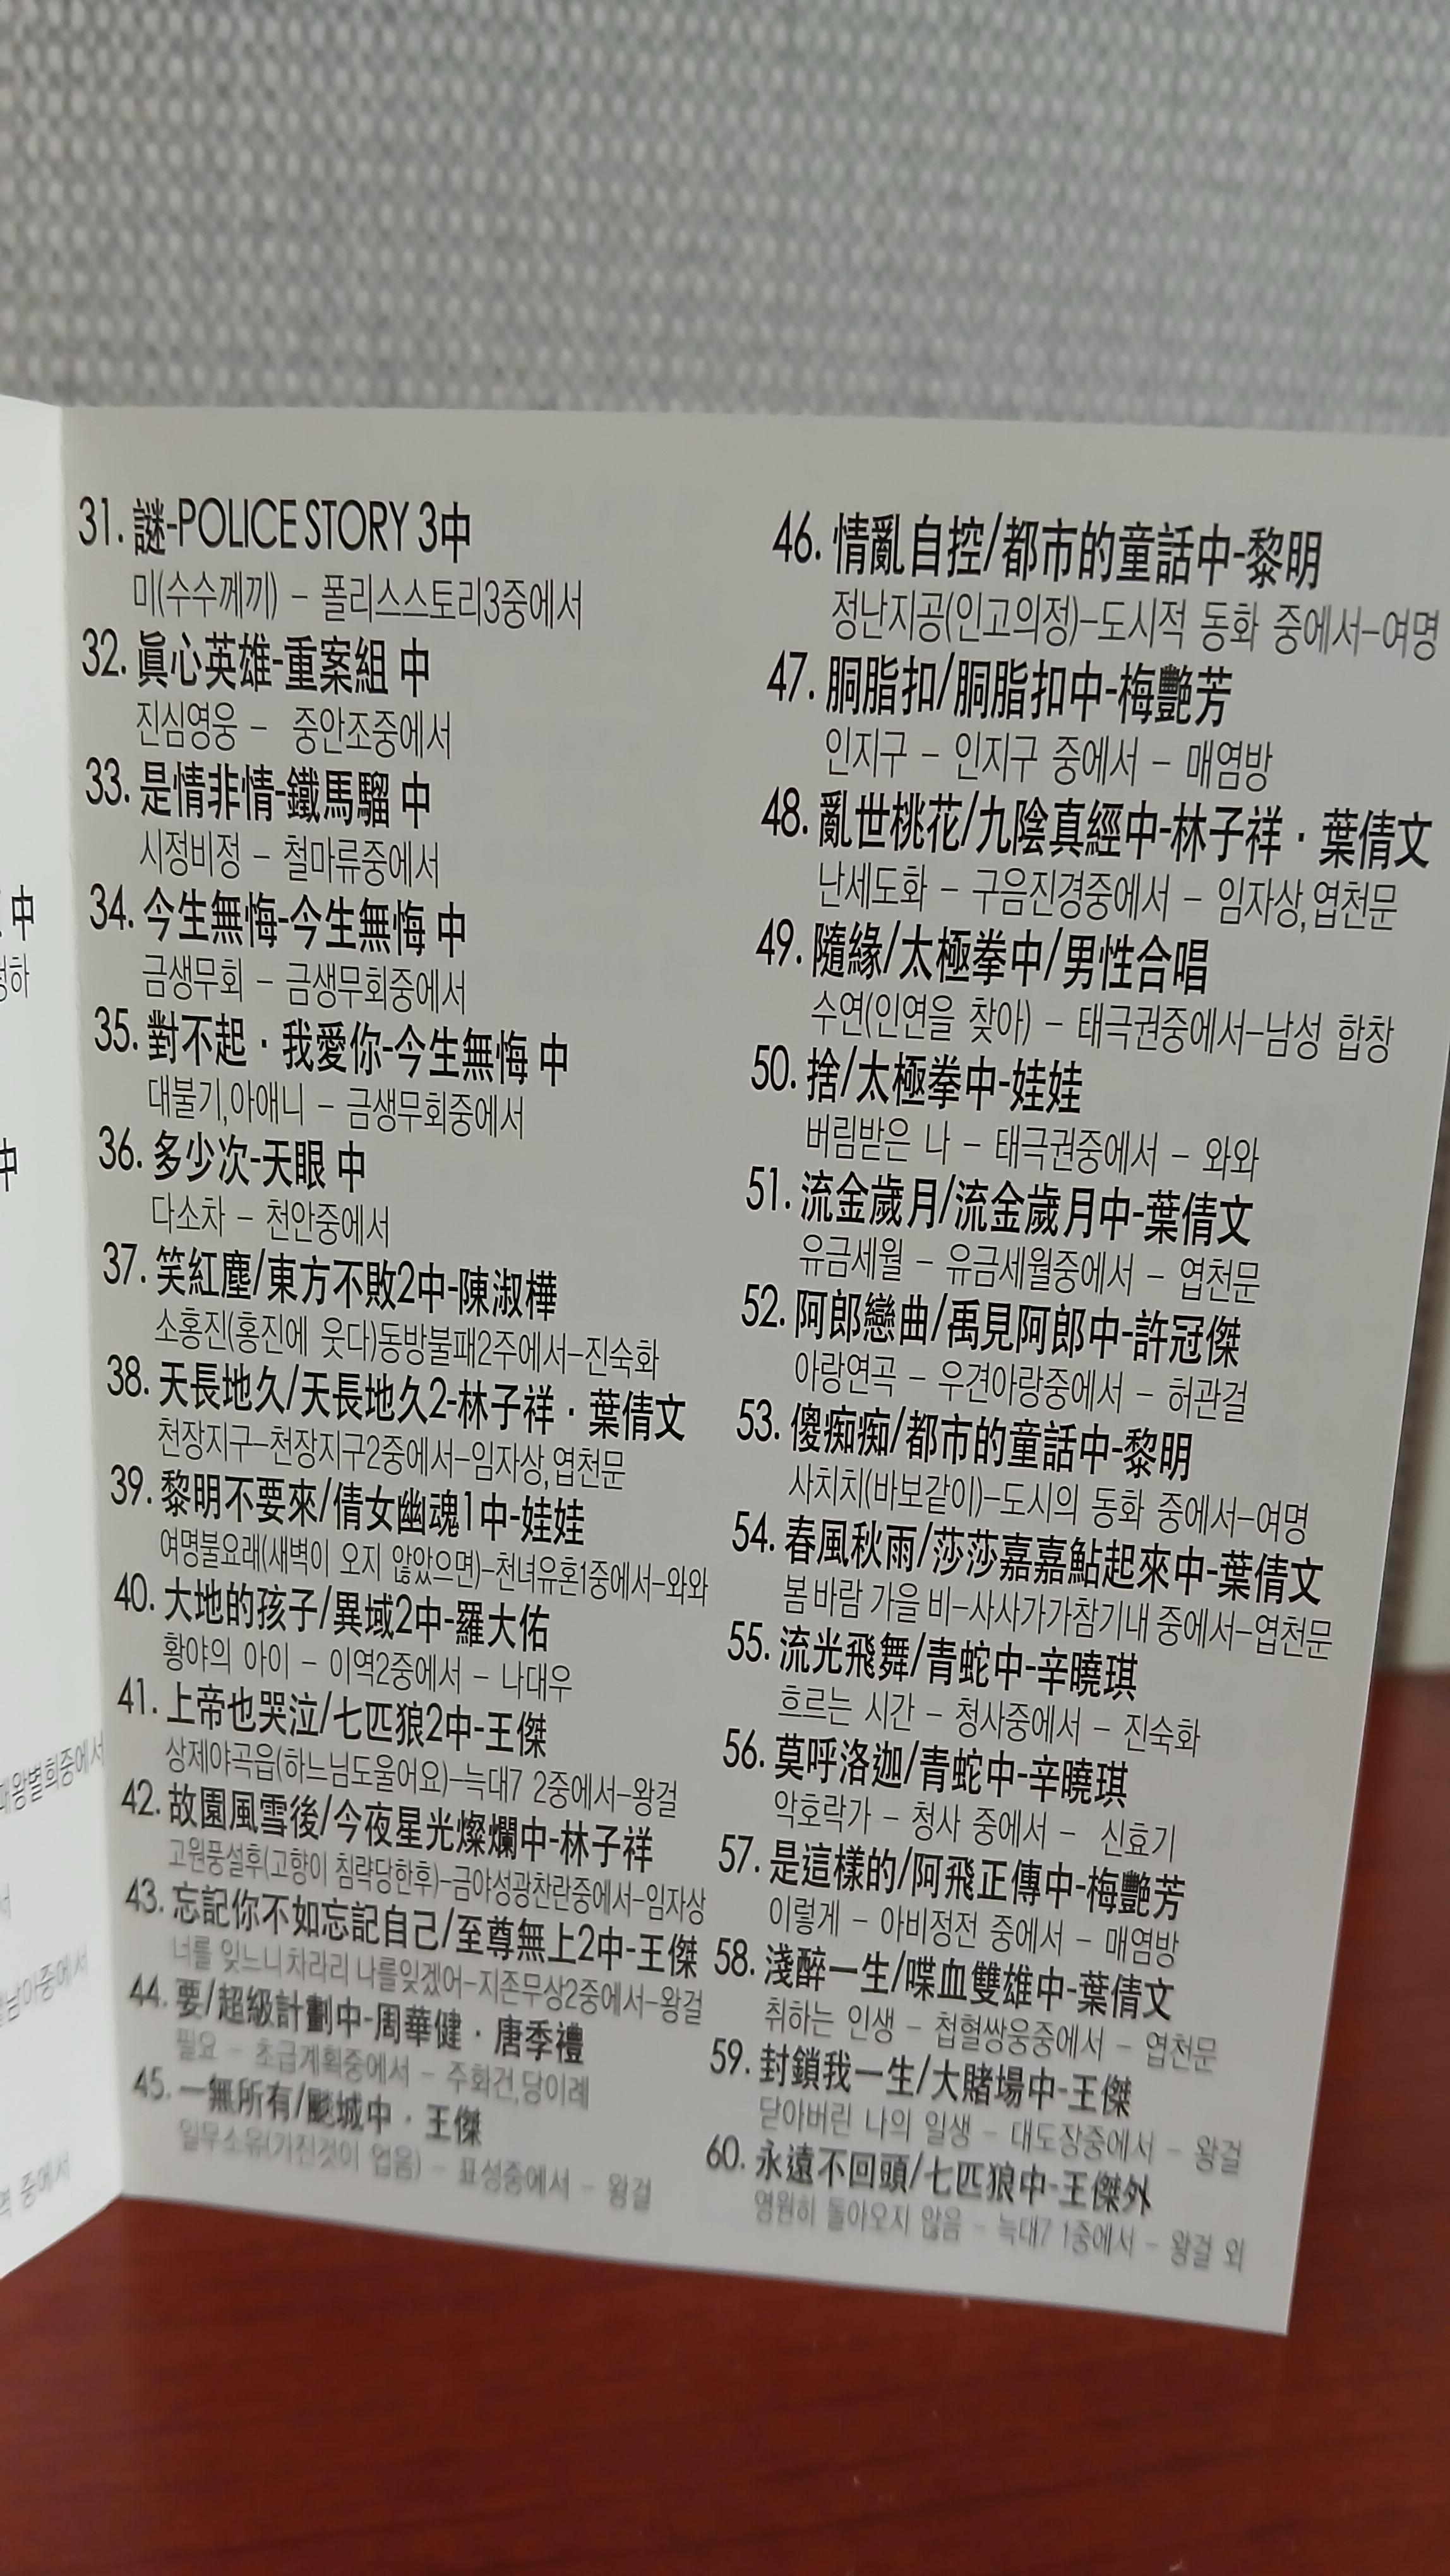 中
중에서
31. 謎-POLICE STORY 3中
미(수수께끼) – 폴리스스토리3중에서
32. 眞心英雄-重案組 中
진심영웅 – 중안조중에서
33. 是情非情-鐵馬騮 中
시정비정 – 철마류중에서
34. 今生無悔-今生無悔 中
금생무회 – 금생무회중에서
35. 對不起·我愛你-今生無悔 中
대불기,아애니 – 금생무회중에서
36. 多少次-天眼 中
다소차 – 천안중에서
37. 笑紅塵/東方不敗2中-陳淑樺
소홍진(홍진에 웃다)동방불패2주에서–진숙화
38. 天長地久/天長地久2-林子祥·葉倩文
천장지구–천장지구2중에서–임자상,엽천문
39. 黎明不要來/倩女幽魂1中-娃娃
여명불요래(새벽이 오지 않았으면)–천녀유혼1중에서–와와
40. 大地的孩子/異域2中-羅大佑
황야의 아이 – 이역2중에서 – 나대우
41. 上帝也哭泣/七匹狼2中-王傑
상제야곡읍(하느님도울어요)–늑대7 2중에서–왕걸
42. 故園風雪後/今夜星光燦爛中-林子祥
고원풍설후(고향이 침략당한후)–금야성광찬란중에서–임자상
43. 忘記你不如忘記自己/至尊無上2中-王傑
너를 잊느니 차라리 나를잊겠어–지존무상2중에서–왕걸
44. 要/超級計劃中-周華健·唐季禮
필요 – 초급계획중에서 – 주화건,당이례
45. 一無所有/颷城中·王傑
일무소유(가진것이 업음) – 표성중에서 – 왕걸
46. 情亂自控/都市的童話中-黎明
정난지공(인고의정)–도시적 동화 중에서–여명
47. 胭脂扣/胭脂扣中-梅艷芳
인지구 – 인지구 중에서 – 매염방
48. 亂世桃花/九陰真經中-林子祥·葉倩文
난세도화 – 구음진경중에서 – 임자상,엽천문
49. 隨緣/太極拳中/男性合唱
수연(인연을 찾아) – 태극권중에서–남성 합창
50. 捨/太極拳中-娃娃
버림받은 나 – 태극권중에서 – 와와
51. 流金歲月/流金歲月中-葉倩文
유금세월 – 유금세월중에서 – 엽천문
52. 阿郎戀曲/禹見阿郎中-許冠傑
아랑연곡 – 우견아랑중에서 – 허관걸
53. 傻痴痴/都市的童話中-黎明
사치치(바보같이)–도시의 동화 중에서–여명
54. 春風秋雨/莎莎嘉嘉鮎起來中-葉倩文
봄 바람 가을 비–사사가가참기내 중에서–엽천문
55. 流光飛舞/青蛇中-辛曉琪
흐르는 시간 – 청사중에서 – 진숙화
56. 莫呼洛迦/青蛇中-辛曉琪
악호락가 – 청사 중에서 – 신효기
57. 是這樣的/阿飛正傳中-梅艷芳
이렇게 – 아비정전 중에서 – 매염방
58. 淺醉一生/喋血雙雄中-葉倩文
취하는 인생 – 첩혈쌍웅중에서 – 엽천문
59. 封鎖我一生/大賭場中-王傑
닫아버린 나의 일생 – 대도장중에서 – 왕걸
60. 永遠不回頭/七匹狼中-王傑外
영원히 돌아오지 않음 – 늑대7 1중에서 – 왕걸 외